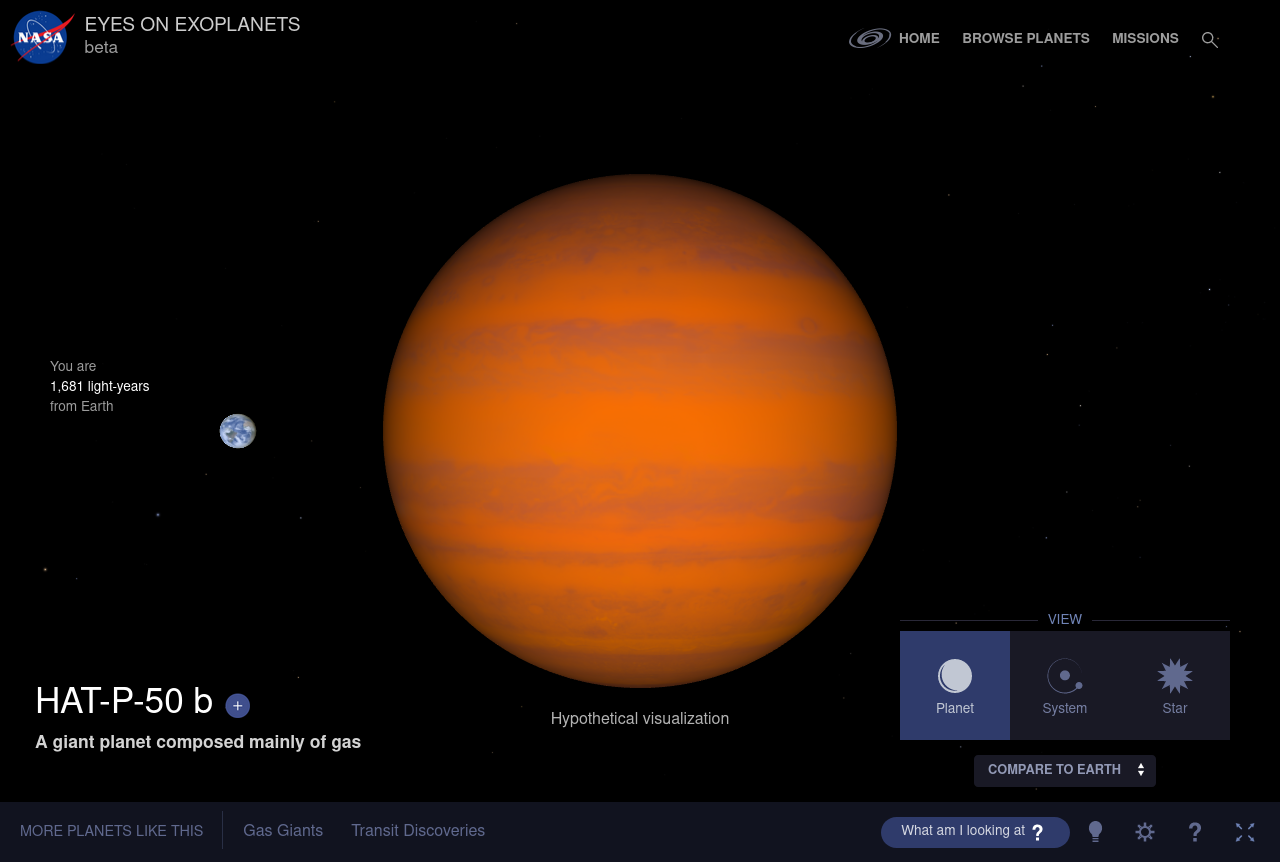 NASA
EYES ON EXOPLANETS
beta
HOME
BROWSE PLANETS
MISSIONS
You are
1,681 light-years
from Earth
HAT-P-50 b +
A giant planet composed mainly of gas
Hypothetical visualization
VIEW
Planet
System
Star
COMPARE TO EARTH
MORE PLANETS LIKE THIS
Gas Giants
Transit Discoveries
What am I looking at ?
?